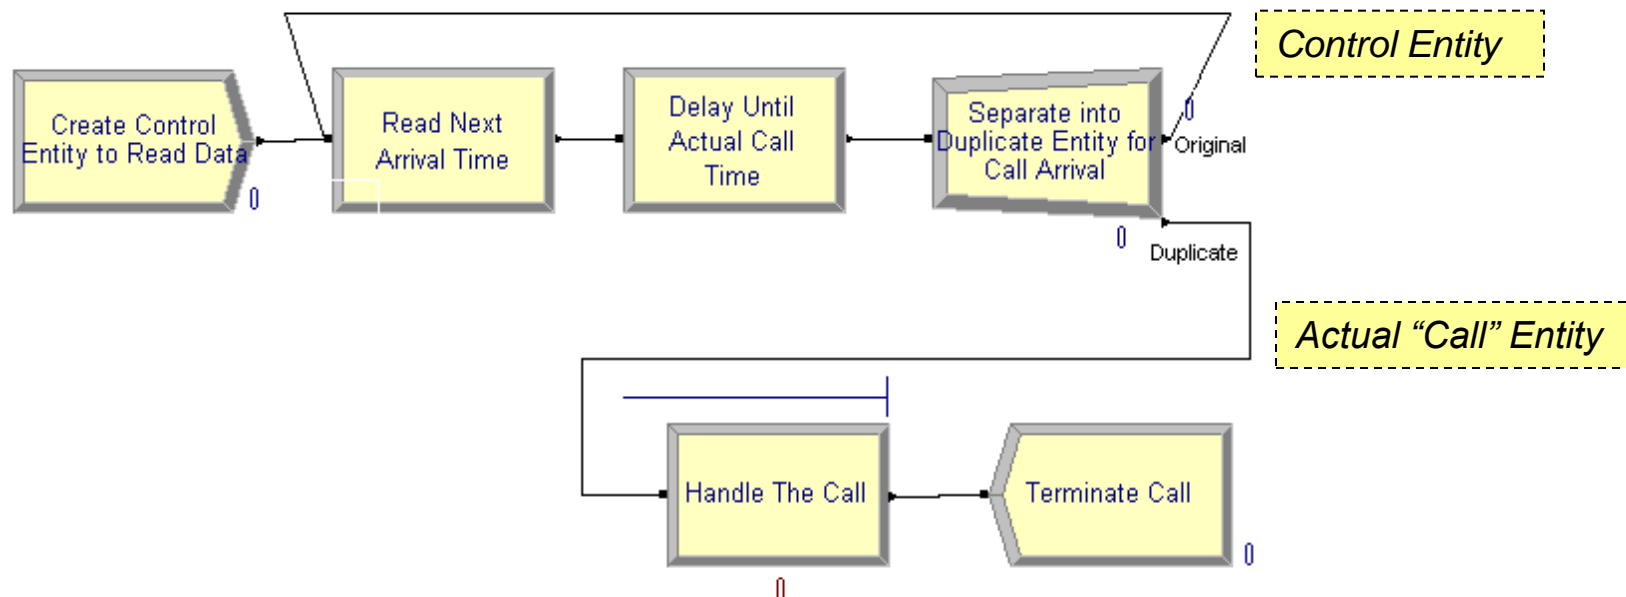 Control Entity
Create Control
Entity to Read Data
0
Read Next
Arrival Time
Delay Until
Actual Call
Time
Separate into
Duplicate Entity for
Call Arrival
0
Original
0
Duplicate
Actual “Call” Entity
Handle The Call
0
Terminate Call
0